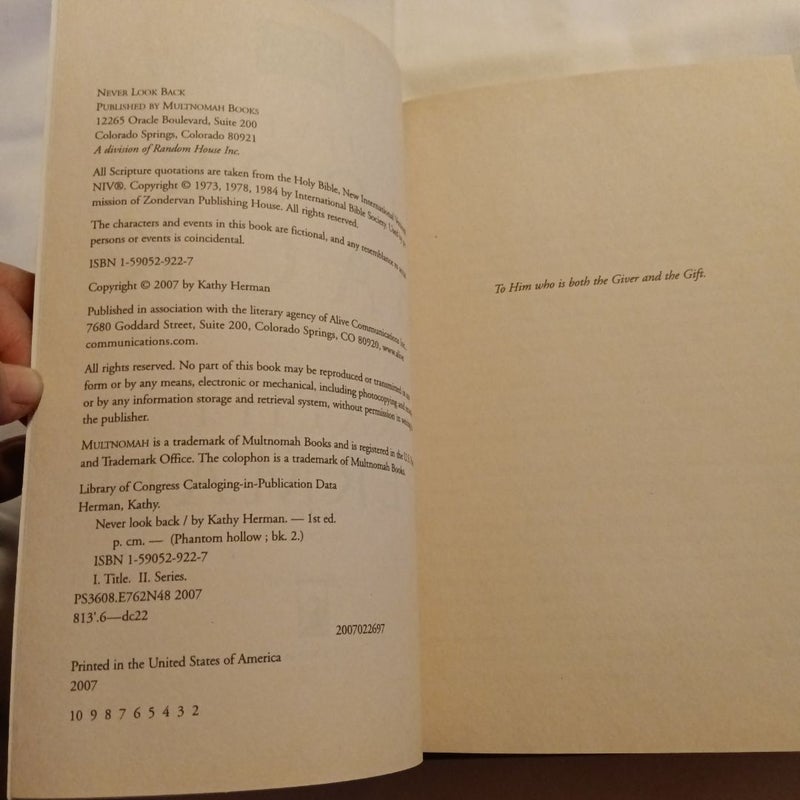 NEVER LOOK BACK
PUBLISHED BY MULTNOMAH BOOKS
12265 Oracle Boulevard, Suite 200
Colorado Springs, Colorado 80921
A division of Random House Inc.
All Scripture quotations are taken from the Holy Bible, New International
NIV®. Copyright © 1973, 1978, 1984 by International Bible Society. Used by
mission of Zondervan Publishing House. All rights reserved.
The characters and events in this book are fictional, and any resemblance to
persons or events is coincidental.
ISBN 1-59052-922-7
Copyright © 2007 by Kathy Herman
Published in association with the literary agency of Alive Communications Inc.
7680 Goddard Street, Suite 200, Colorado Springs, CO 80920, www.alive
communications.com.
All rights reserved. No part of this book may be reproduced or transmitted in
form or by any means, electronic or mechanical, including photocopying and
or by any information storage and retrieval system, without permission in
the publisher.
MULTNOMAH is a trademark of Multnomah Books and is registered in the U.S.
and Trademark Office. The colophon is a trademark of Multnomah Books.
Library of Congress Cataloging-in-Publication Data
Herman, Kathy.
Never look back / by Kathy Herman. — 1st ed.
p. cm. — (Phantom hollow ; bk. 2.)
ISBN 1-59052-922-7
I. Title. II. Series.
PS3608.E762N48 2007
813'.6—dc22
2007022697
Printed in the United States of America
2007
10 9 8 7 6 5 4 3 2
To Him who is both the Giver and the Gift.